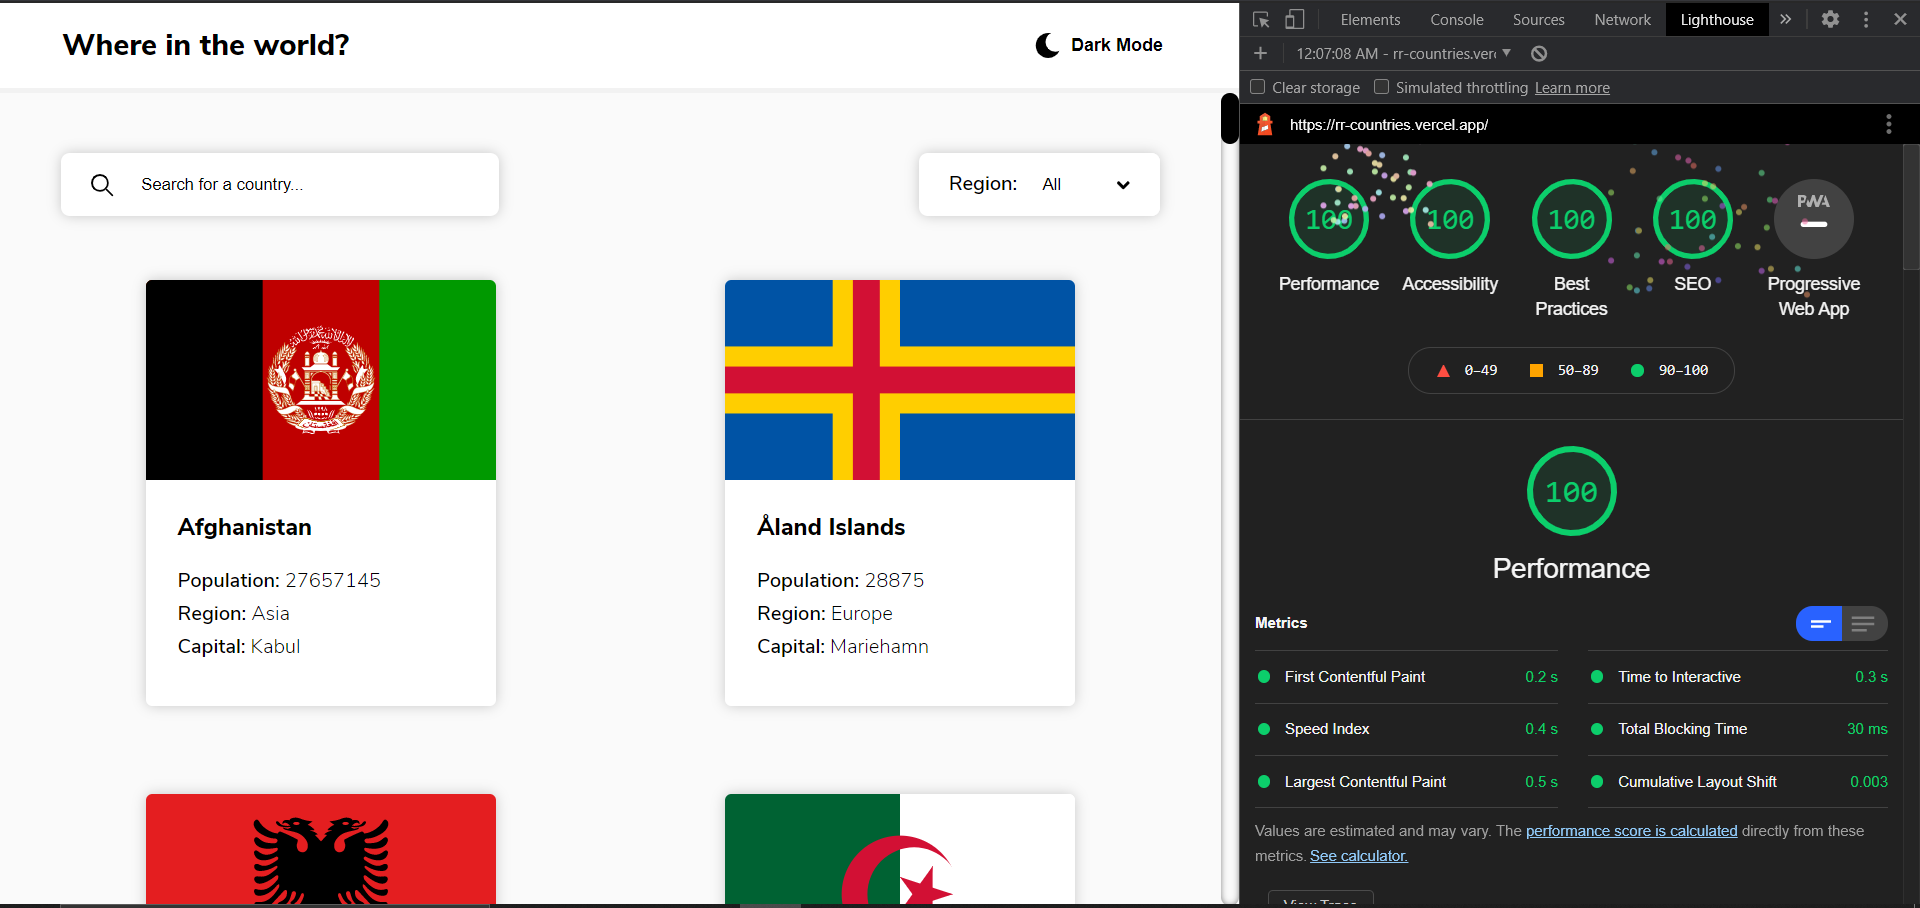 Where in the world?
Dark Mode
Search for a country...
Region: All
Afghanistan
Population: 27657145
Region: Asia
Capital: Kabul
Åland Islands
Population: 28875
Region: Europe
Capital: Mariehamn
Elements Console Sources Network Lighthouse
12:07:08 AM - rr-countries.ver
Clear storage Simulated throttling Learn more
https://rr-countries.vercel.app/
100 100 100 100 PWA
Performance Accessibility Best Practices SEO Progressive Web App
0–49 50–89 90–100
100
Performance
Metrics
First Contentful Paint 0.2 s
Time to Interactive 0.3 s
Speed Index 0.4 s
Total Blocking Time 30 ms
Largest Contentful Paint 0.5 s
Cumulative Layout Shift 0.003
Values are estimated and may vary. The performance score is calculated directly from these
metrics. See calculator.
View Trace